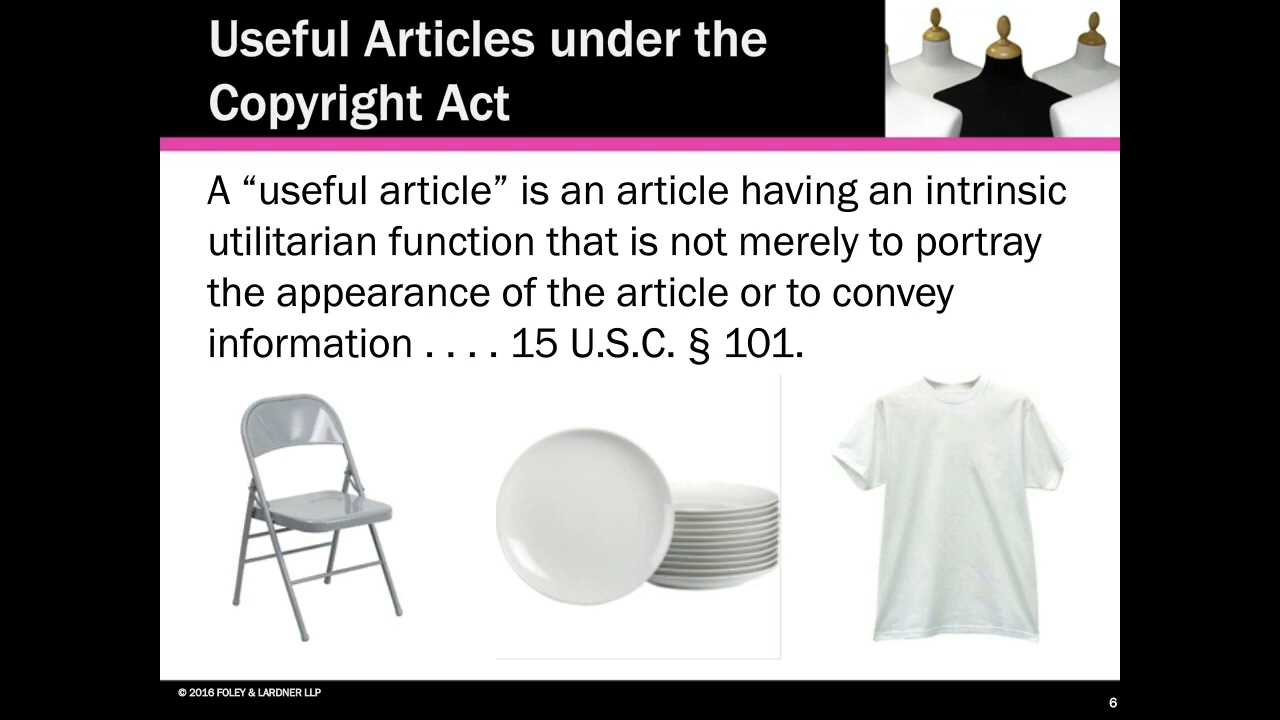 Useful Articles under the
Copyright Act
A “useful article” is an article having an intrinsic
utilitarian function that is not merely to portray
the appearance of the article or to convey
information . . . . 15 U.S.C. § 101.
© 2016 FOLEY & LARDNER LLP
6